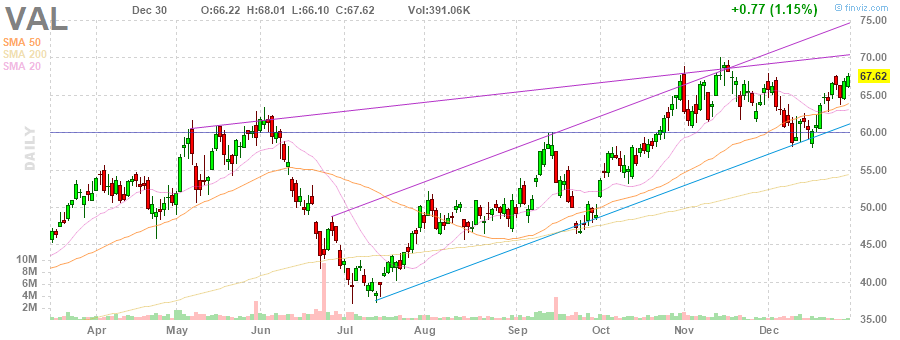 VAL Dec 30 O:66.22 H:68.01 L:66.10 C:67.62 Vol:391.06K +0.77 (1.15%) finviz.com
SMA 50
SMA 200
SMA 20
DAILY
75.00
70.00
67.62
65.00
60.00
55.00
50.00
45.00
40.00
35.00
10M
8M
6M
4M
2M
Apr May Jun Jul Aug Sep Oct Nov Dec